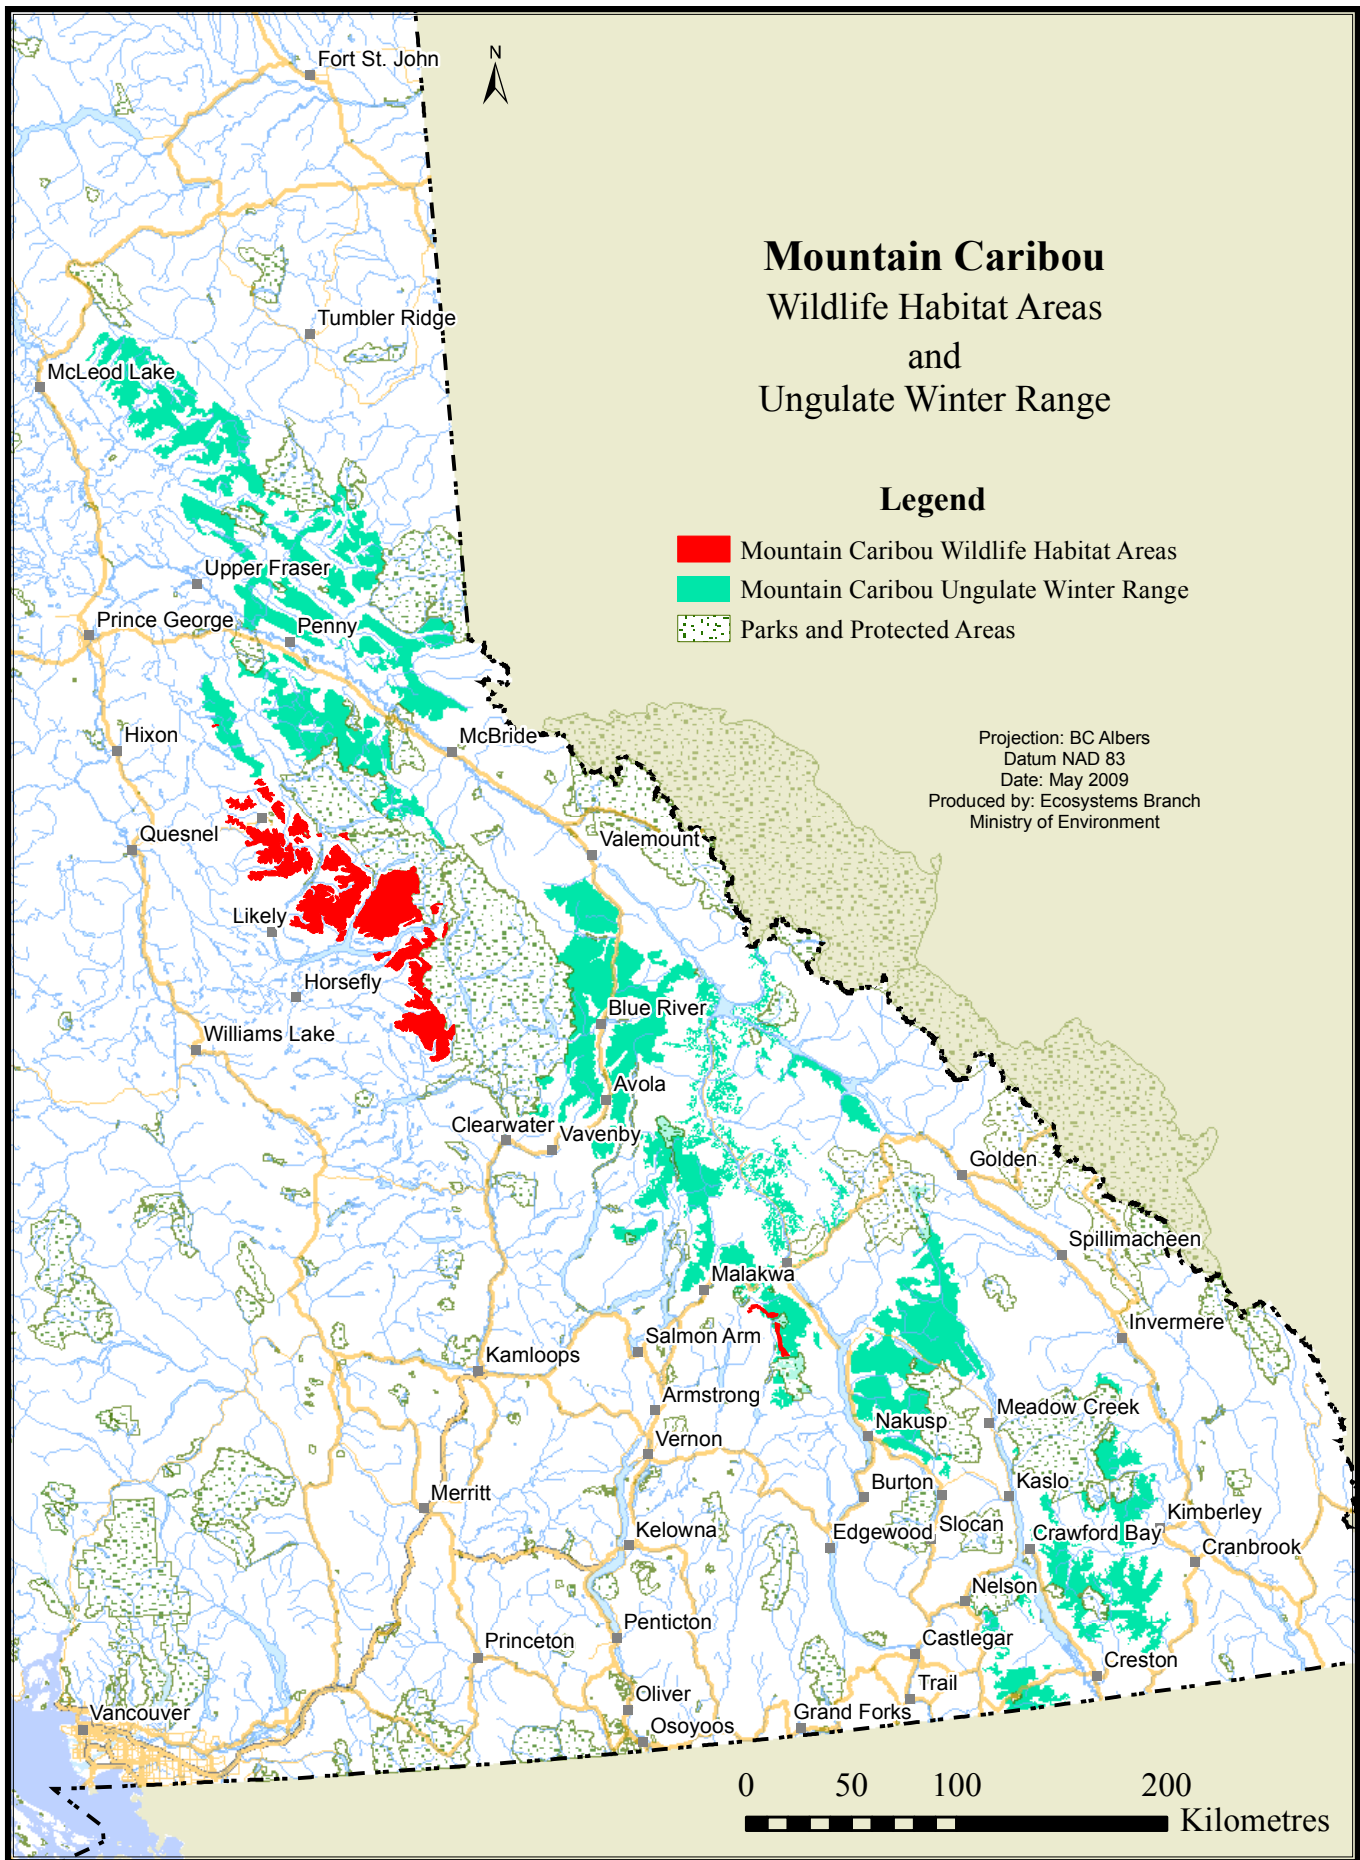 Fort St. John
N
Mountain Caribou
Wildlife Habitat Areas
and
Ungulate Winter Range
Tumbler Ridge
McLeod Lake
Legend
Mountain Caribou Wildlife Habitat Areas
Mountain Caribou Ungulate Winter Range
Parks and Protected Areas
Upper Fraser
Prince George
Penny
Hixon
McBride
Projection: BC Albers
Datum NAD 83
Date: May 2009
Produced by: Ecosystems Branch
Ministry of Environment
Quesnel
Valemount
Likely
Horsefly
Blue River
Williams Lake
Avola
Clearwater
Vavenby
Golden
Spillimacheen
Malakwa
Invermere
Salmon Arm
Kamloops
Armstrong
Meadow Creek
Nakusp
Vernon
Burton
Kaslo
Merritt
Kimberley
Slocan
Kelowna
Edgewood
Crawford Bay
Cranbrook
Nelson
Penticton
Princeton
Castlegar
Creston
Trail
Oliver
Grand Forks
Vancouver
Osoyoos
0 50 100 200
Kilometres